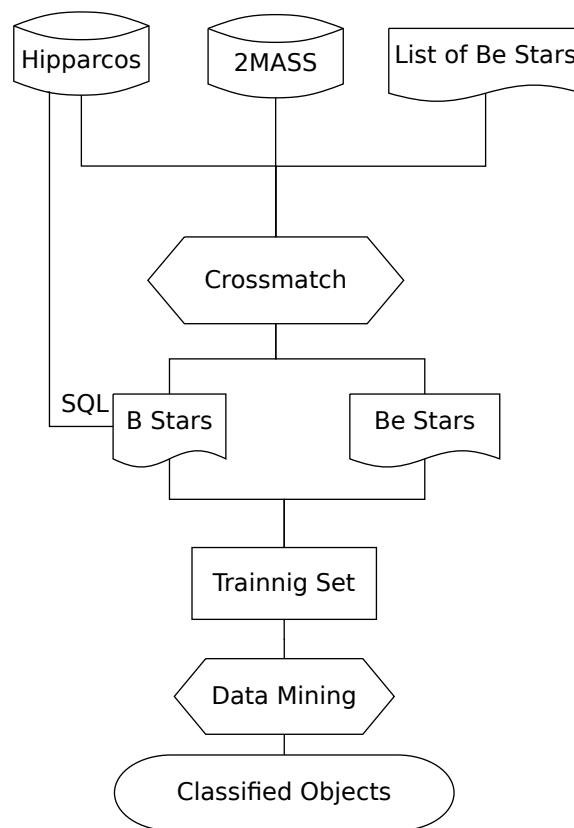 Hipparcos
2MASS
List of Be Stars
Crossmatch
SQL
B Stars
Be Stars
Trainnig Set
Data Mining
Classified Objects